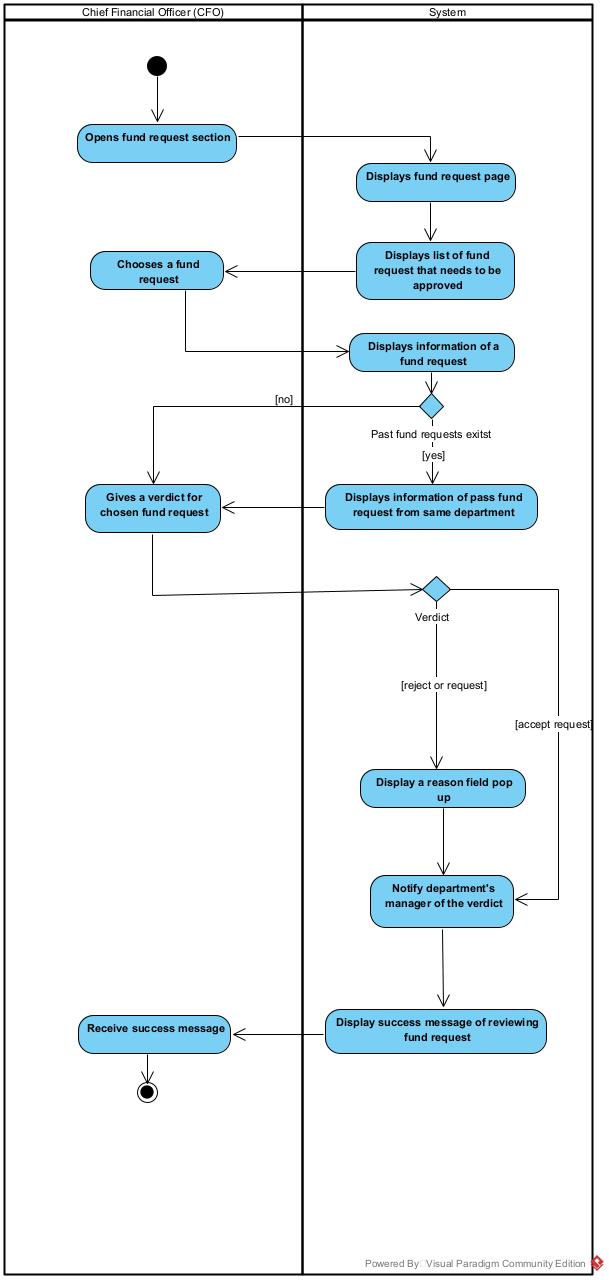 Chief Financial Officer (CFO)
System
Opens fund request section
Displays fund request page
Displays list of fund
request that needs to be
approved
Chooses a fund
request
Displays information of a
fund request
[no]
Past fund requests exitst
[yes]
Gives a verdict for
chosen fund request
Displays information of pass fund
request from same department
Verdict
[reject or request]
[accept request]
Display a reason field pop
up
Notify department's
manager of the verdict
Display success message of reviewing
fund request
Receive success message
Powered By Visual Paradigm Community Edition